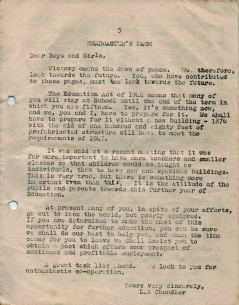 5
HEADMASTER'S PAGE
Dear Boys and Girls,
Victory means the dawn of peace. We, therefore,
look towards the future. You, who have contributed
to these pages, must too look towards the future.
The Education Act of 1944 means that many of
you will stay at School until the end of the term in
which you are fifteen. Yes, it's something new,
and we, you and I, have to prepare for it. We shall
have to prepare for it without a new building - 1876
with the aid of one hundred and eighty feet of
prefabricated structure will have to meet the
requirements of 1947.
It was said at a recent meeting that it was
far more important to have more teachers and smaller
classes so that children could be taught as
individuals, than to have new and spacious buildings.
It is very true, but there is something more
important even than this. It is the attitude of the
pupils and parents towards this further year of
Education.
At present many of you, in spite of your efforts,
go out to face the world, but poorly equipped.
If you are determined to make the most of this
opportunity for further education, you can be sure
we shall do our best to help you, and when the time
comes for you to leave we shall assist you to
obtain a post which offers some prospect of
continued and profitable employment.
A great task lies ahead. We look to you for
enthusiastic co-operation,
Yours very sincerely,
Chandler